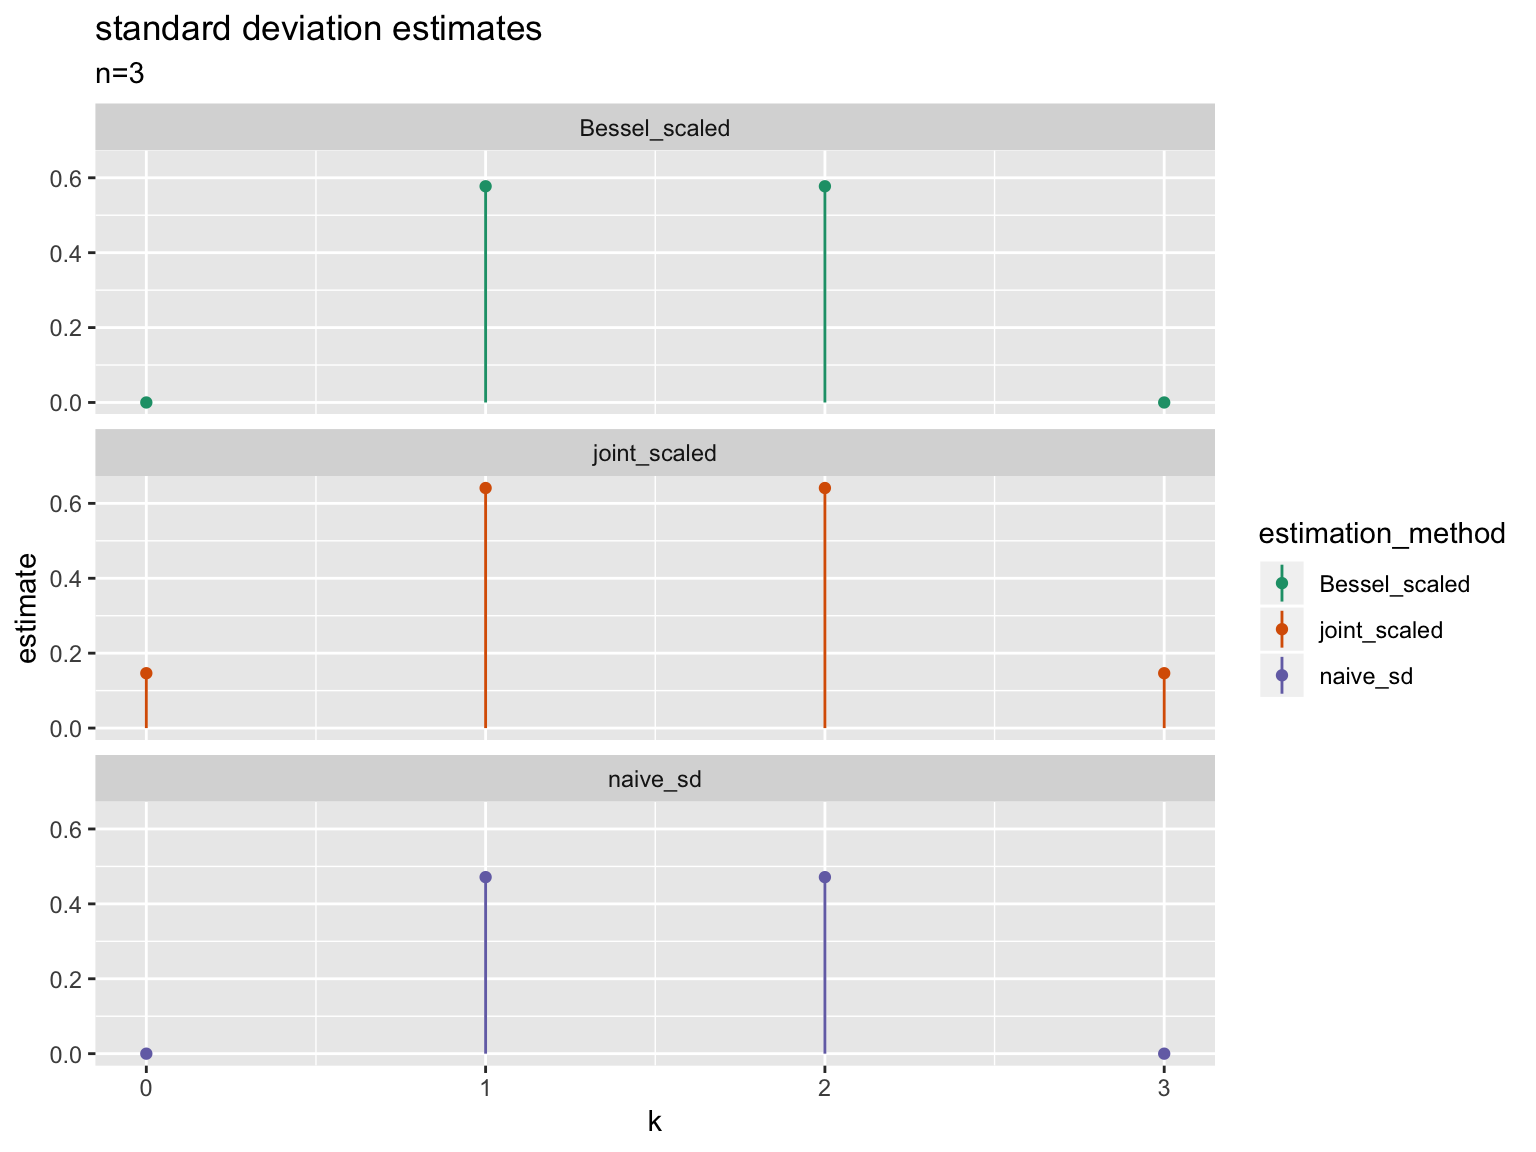 standard deviation estimates
n=3
Bessel_scaled
0.6
0.4
0.2
0.0
joint_scaled
0.6
0.4
0.2
0.0
naive_sd
0.6
0.4
0.2
0.0
0 1 2 3
k
estimate
estimation_method
Bessel_scaled
joint_scaled
naive_sd